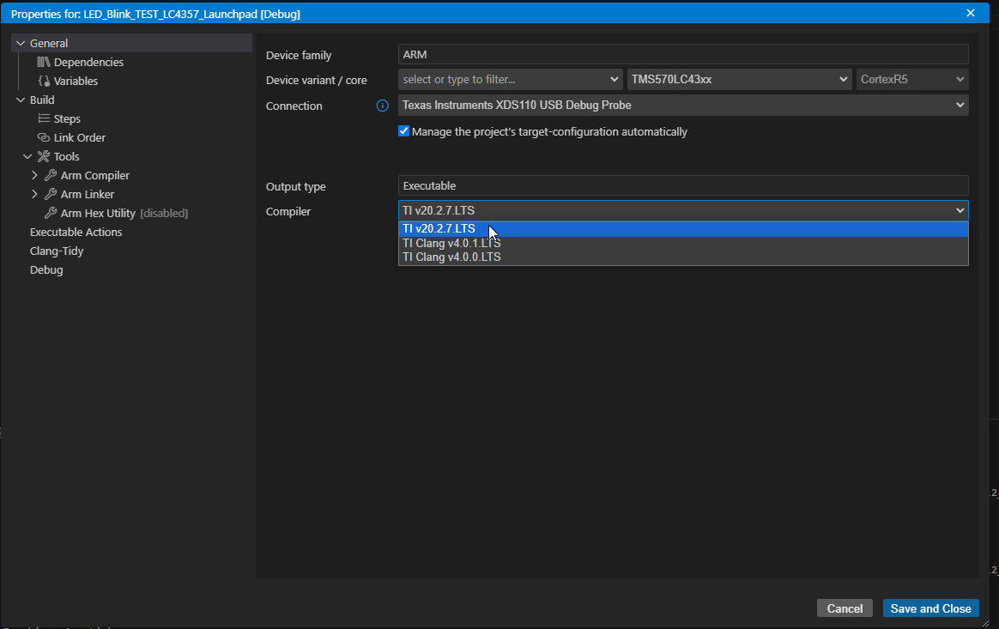 Properties for: LED_Blink_TEST_LC4357_Launchpad [Debug]
General
Dependencies
Variables
Build
Steps
Link Order
Tools
Arm Compiler
Arm Linker
Arm Hex Utility [disabled]
Executable Actions
Clang-Tidy
Debug
Device family ARM
Device variant / core select or type to filter... TMS570LC43xx CortexR5
Connection Texas Instruments XDS110 USB Debug Probe
Manage the project's target-configuration automatically
Output type Executable
Compiler TI v20.2.7.LTS
TI v20.2.7.LTS
TI Clang v4.0.1.LTS
TI Clang v4.0.0.LTS
Cancel Save and Close